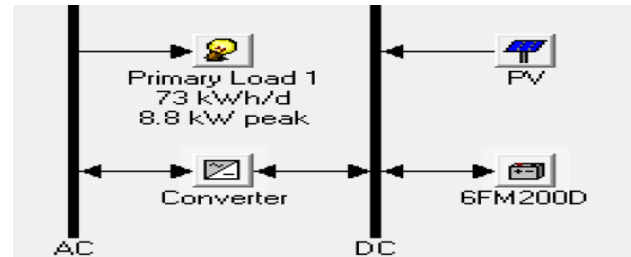 Primary Load 1
73 kWh/d
8.8 kW peak
PV
Converter
6FM200D
AC
DC